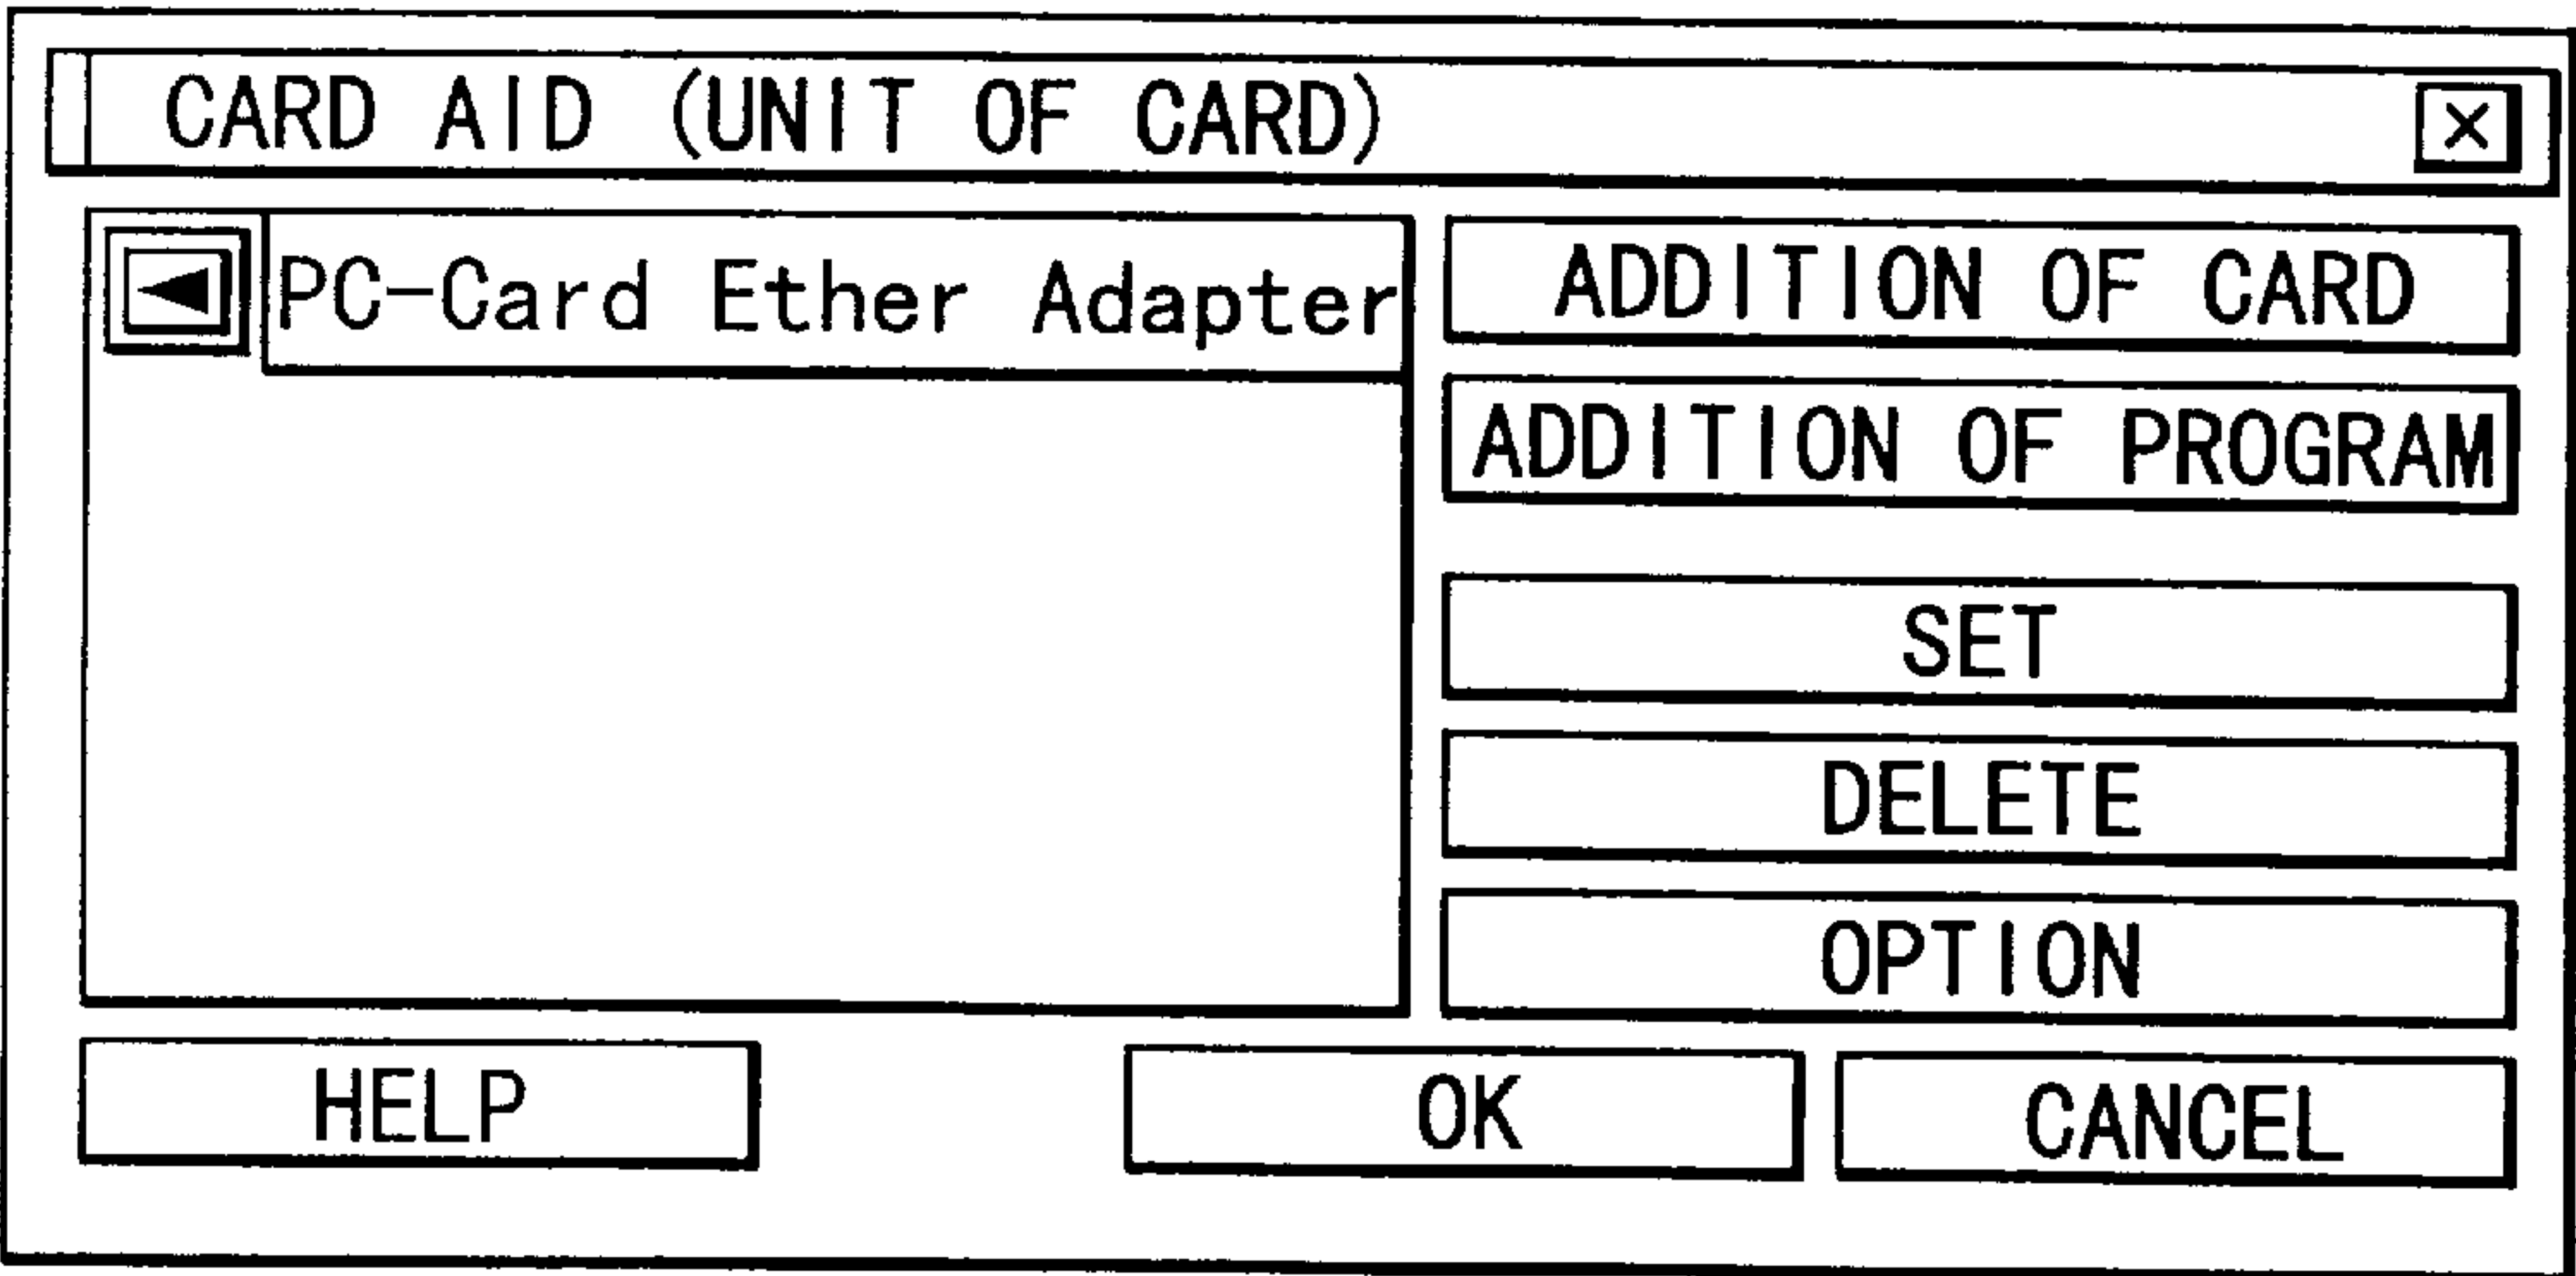 CARD AID (UNIT OF CARD)
PC-Card Ether Adapter
ADDITION OF CARD
ADDITION OF PROGRAM
SET
DELETE
OPTION
HELP
OK
CANCEL